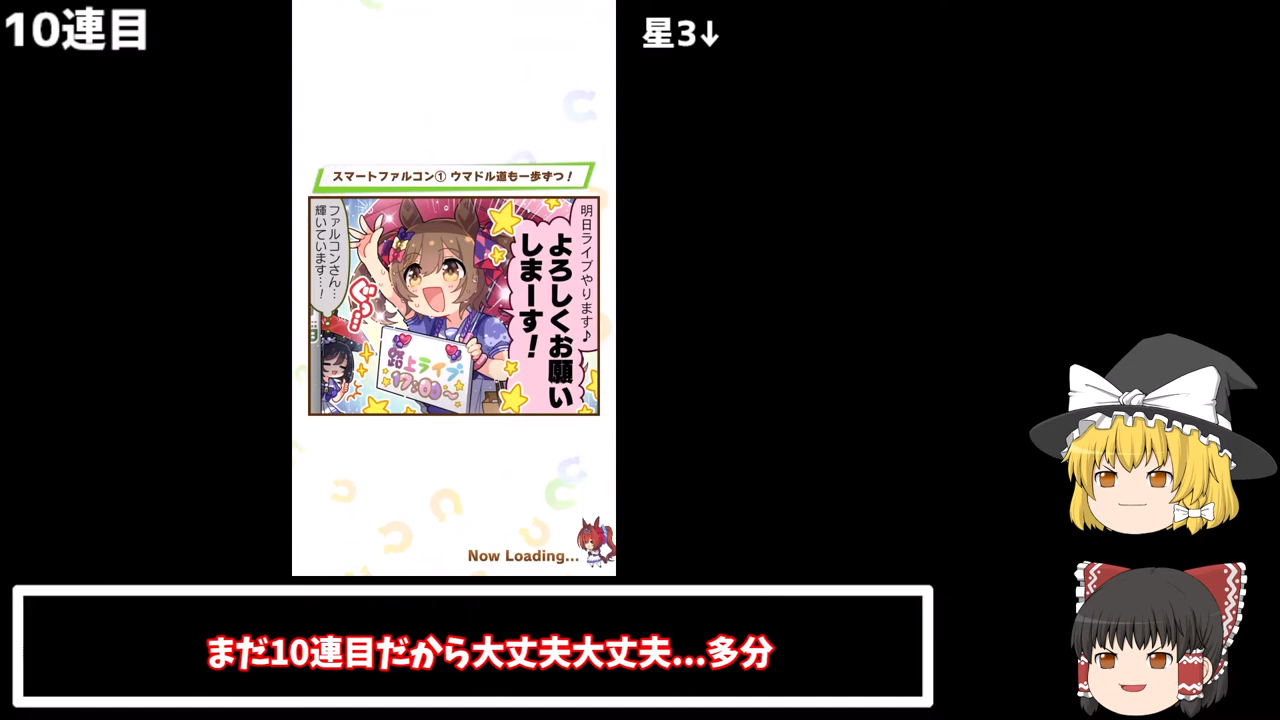 10連目
星3↓
スマートファルコン① ウマドル道も一歩ずつ!
明日ライブやります♪
よろしくお願い
しまーす!
ファルコンさん…
輝いています…!
ぐっ…
路上ライブ
17:00～
Now Loading...
まだ10連目だから大丈夫大丈夫...多分